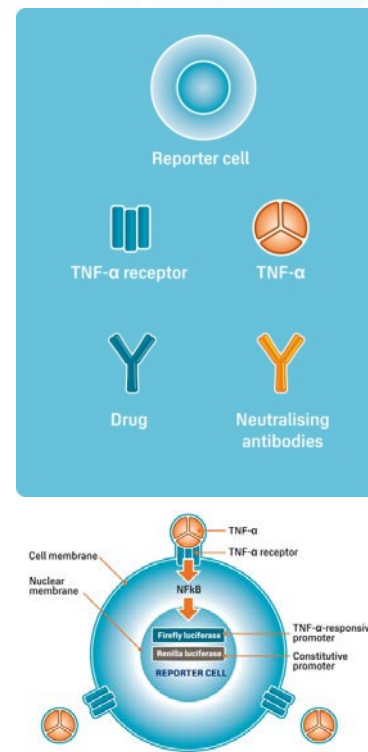 Reporter cell
TNF-α receptor
TNF-α
Drug
Neutralising
antibodies
TNF-α
TNF-α receptor
Cell membrane
Nuclear
membrane
NFkB
Firefly luciferase
TNF-α-responsiv
promoter
Renilla luciferase
Constitutive
promoter
REPORTER CELL